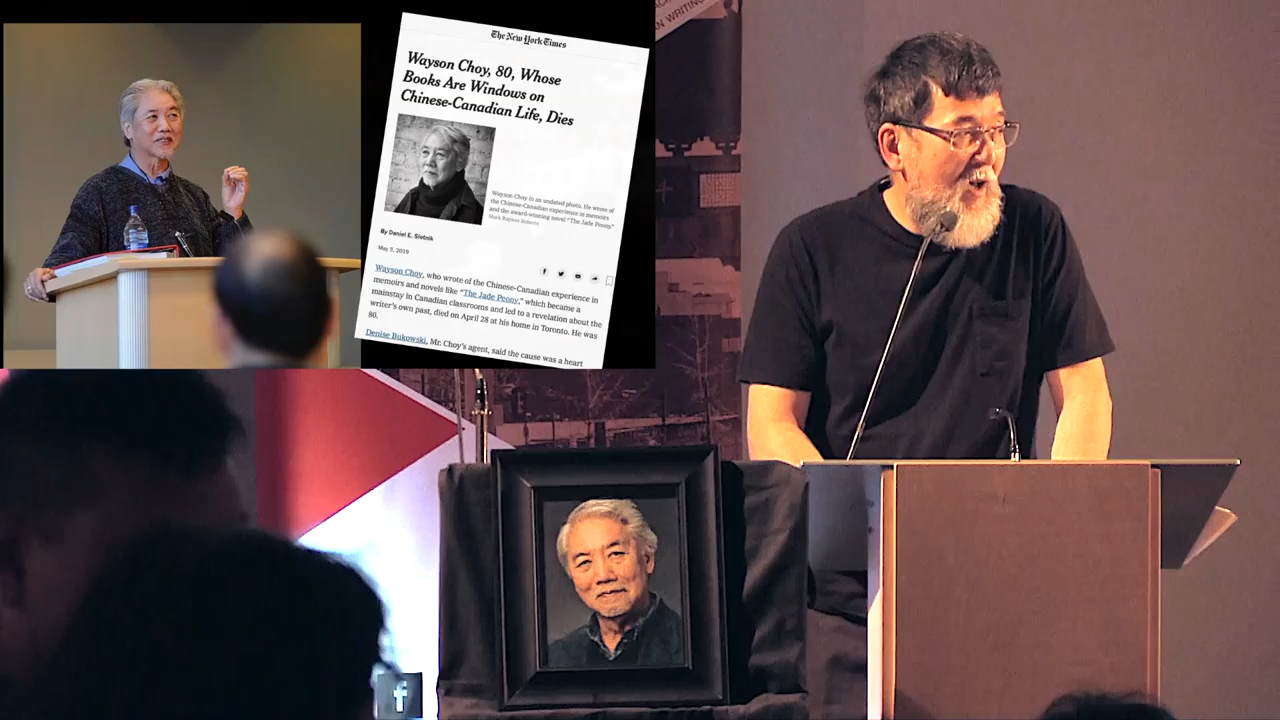 The New York Times
Wayson Choy, 80, Whose
Books Are Windows on
Chinese-Canadian Life, Dies
Wayson Choy in an undated photo. He wrote of
the Chinese-Canadian experience in memoirs
and the award-winning novel “The Jade Peony.”
Mark Raynes Roberts
By Daniel E. Slotnik
May 3, 2019
Wayson Choy, who wrote of the Chinese-Canadian experience in
memoirs and novels like “The Jade Peony,” which became a
mainstay in Canadian classrooms and led to a revelation about the
writer’s own past, died on April 28 at his home in Toronto. He was
80.
Denise Bukowski, Mr. Choy’s agent, said the cause was a heart
AN WRITING
f